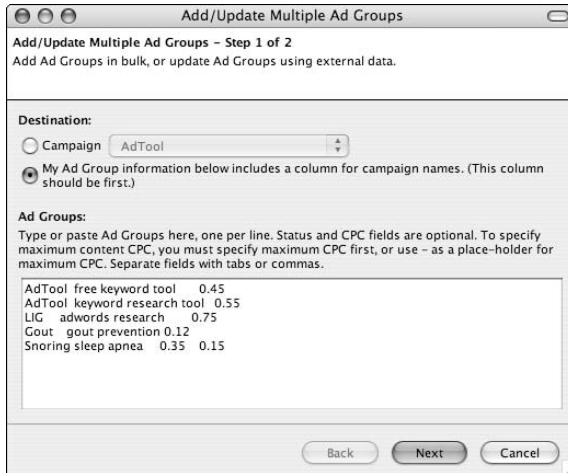 Add/Update Multiple Ad Groups
Add/Update Multiple Ad Groups – Step 1 of 2
Add Ad Groups in bulk, or update Ad Groups using external data.
Destination:
Campaign AdTool
My Ad Group information below includes a column for campaign names. (This column
should be first.)
Ad Groups:
Type or paste Ad Groups here, one per line. Status and CPC fields are optional. To specify
maximum content CPC, you must specify maximum CPC first, or use - as a place-holder for
maximum CPC. Separate fields with tabs or commas.
AdTool free keyword tool 0.45
AdTool keyword research tool 0.55
LIG adwords research 0.75
Gout gout prevention 0.12
Snoring sleep apnea 0.35 0.15
Back Next Cancel